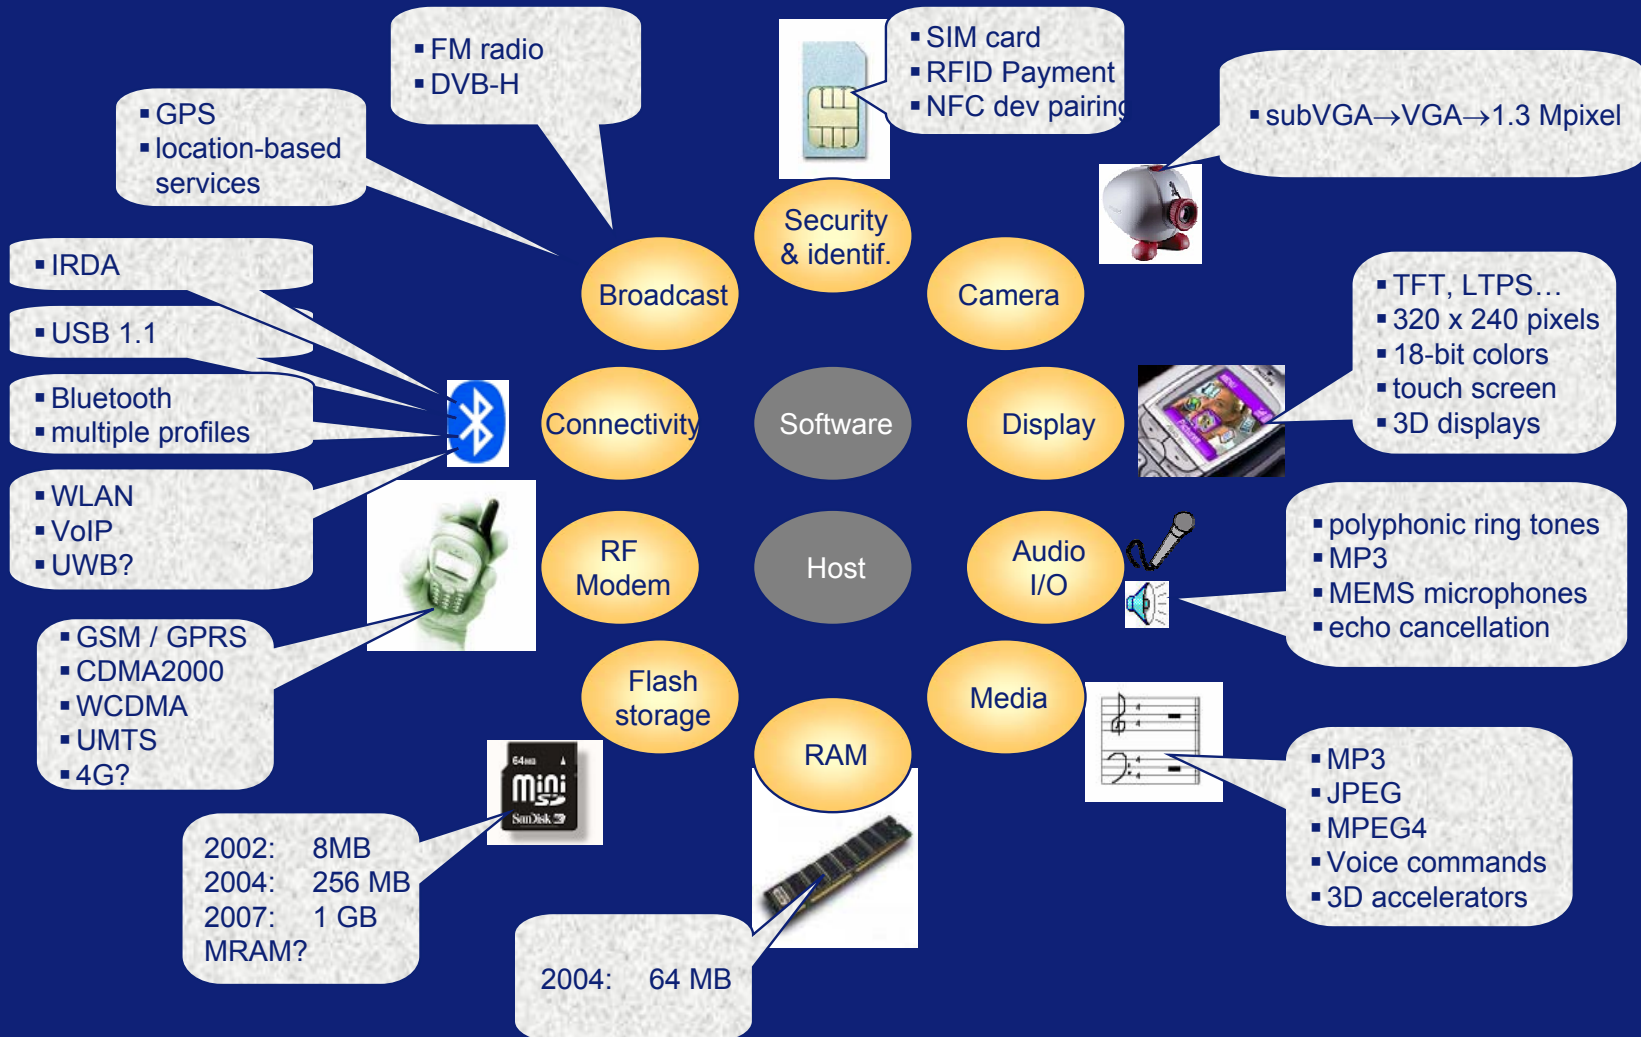 ▪ FM radio
▪ DVB-H
▪ SIM card
▪ RFID Payment
▪ NFC dev pairing
▪ subVGA→VGA→1.3 Mpixel
▪ GPS
▪ location-based
services
Security
& identif.
Broadcast
Camera
▪ IRDA
▪ USB 1.1
▪ Bluetooth
▪ multiple profiles
▪ TFT, LTPS…
▪ 320 x 240 pixels
▪ 18-bit colors
▪ touch screen
▪ 3D displays
Connectivity
Software
Display
▪ WLAN
▪ VoIP
▪ UWB?
RF
Modem
Host
Audio
I/O
▪ polyphonic ring tones
▪ MP3
▪ MEMS microphones
▪ echo cancellation
▪ GSM / GPRS
▪ CDMA2000
▪ WCDMA
▪ UMTS
▪ 4G?
Flash
storage
RAM
Media
64MB
mini
SD
SanDisk
▪ MP3
▪ JPEG
▪ MPEG4
▪ Voice commands
▪ 3D accelerators
2002: 8MB
2004: 256 MB
2007: 1 GB
MRAM?
2004: 64 MB